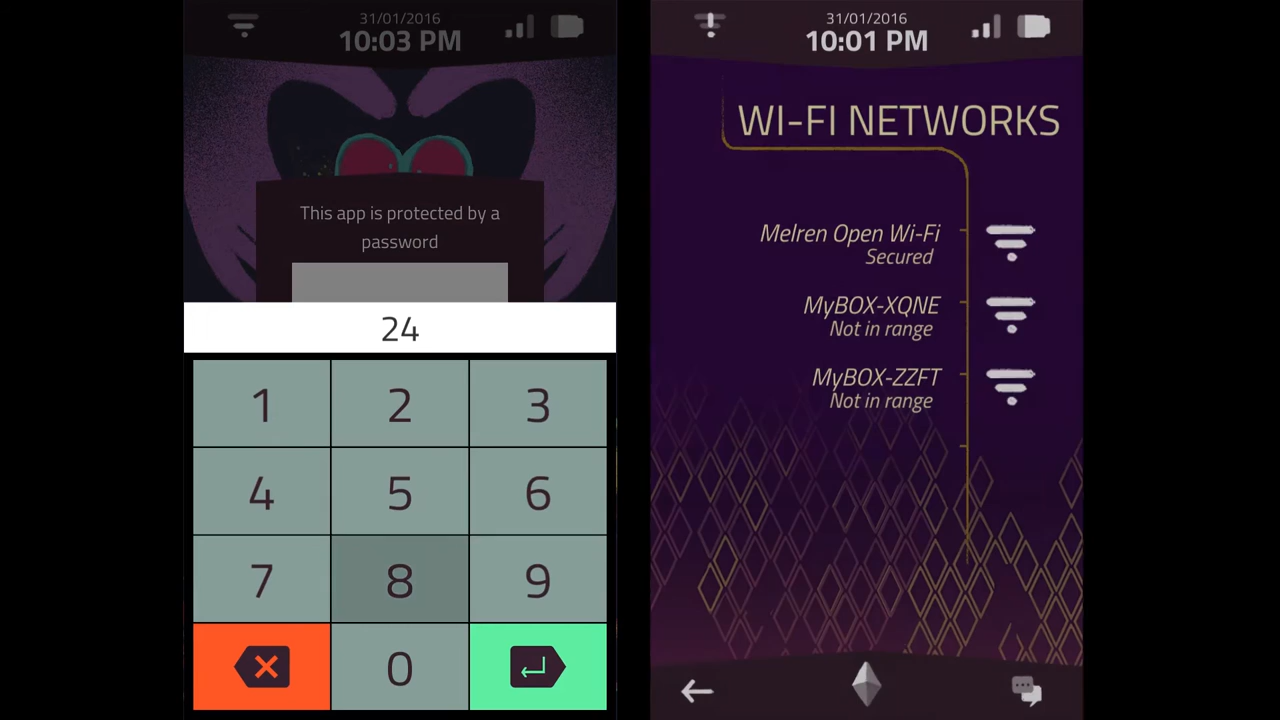 31/01/2016
10:03 PM
This app is protected by a
password
24
1 2 3
4 5 6
7 8 9
0
31/01/2016
10:01 PM
WI-FI NETWORKS
Melren Open Wi-Fi
Secured
MyBOX-XQNE
Not in range
MyBOX-ZZFT
Not in range